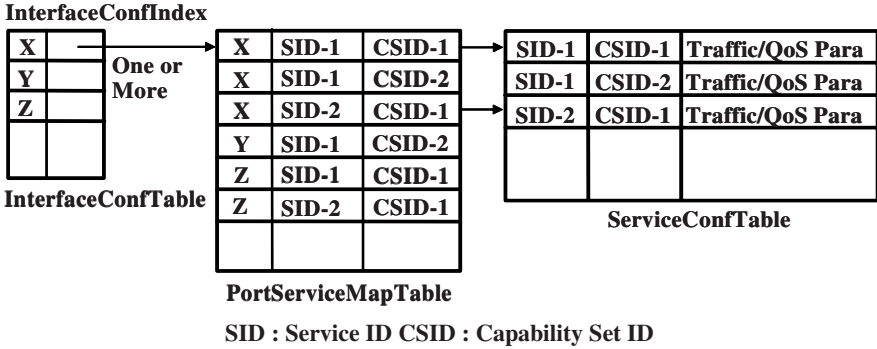 InterfaceConfIndex
X
Y
Z
One or
More
InterfaceConfTable
X SID-1 CSID-1
X SID-1 CSID-2
X SID-2 CSID-1
Y SID-1 CSID-2
Z SID-1 CSID-1
Z SID-2 CSID-1
PortServiceMapTable
SID-1 CSID-1 Traffic/QoS Para
SID-1 CSID-2 Traffic/QoS Para
SID-2 CSID-1 Traffic/QoS Para
ServiceConfTable
SID : Service ID CSID : Capability Set ID